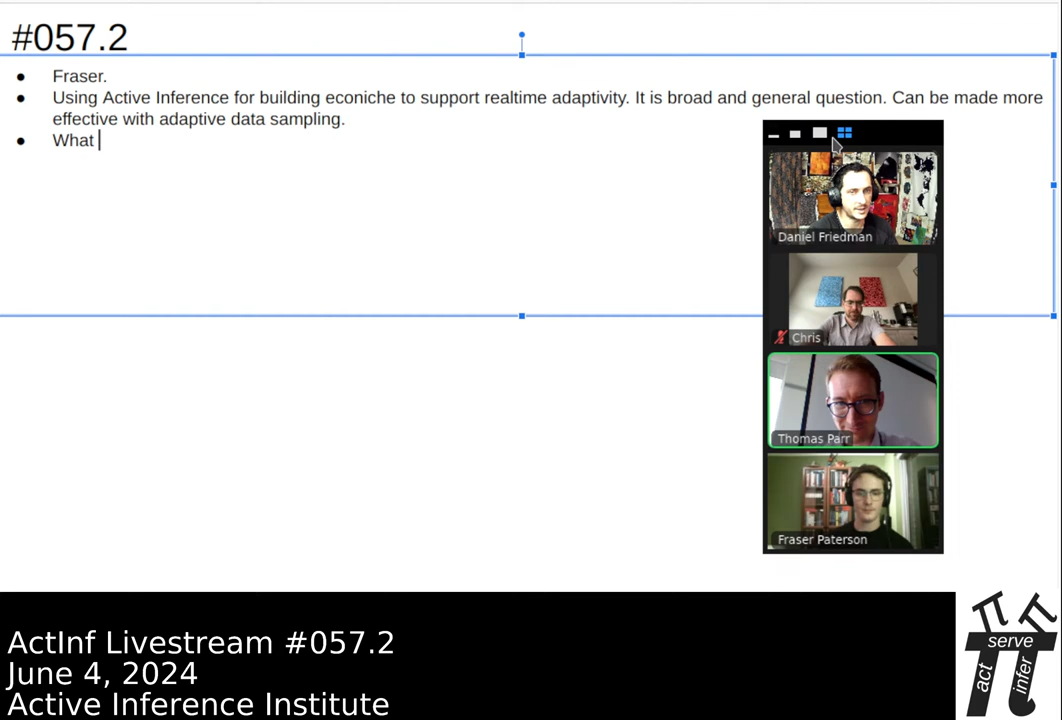 #057.2
● Fraser.
● Using Active Inference for building econiche to support realtime adaptivity. It is broad and general question. Can be made more
effective with adaptive data sampling.
● What
Daniel Friedman
Chris
Thomas Parr
Fraser Paterson
ActInf Livestream #057.2
June 4, 2024
Active Inference Institute
π π
serve
π
act
infer